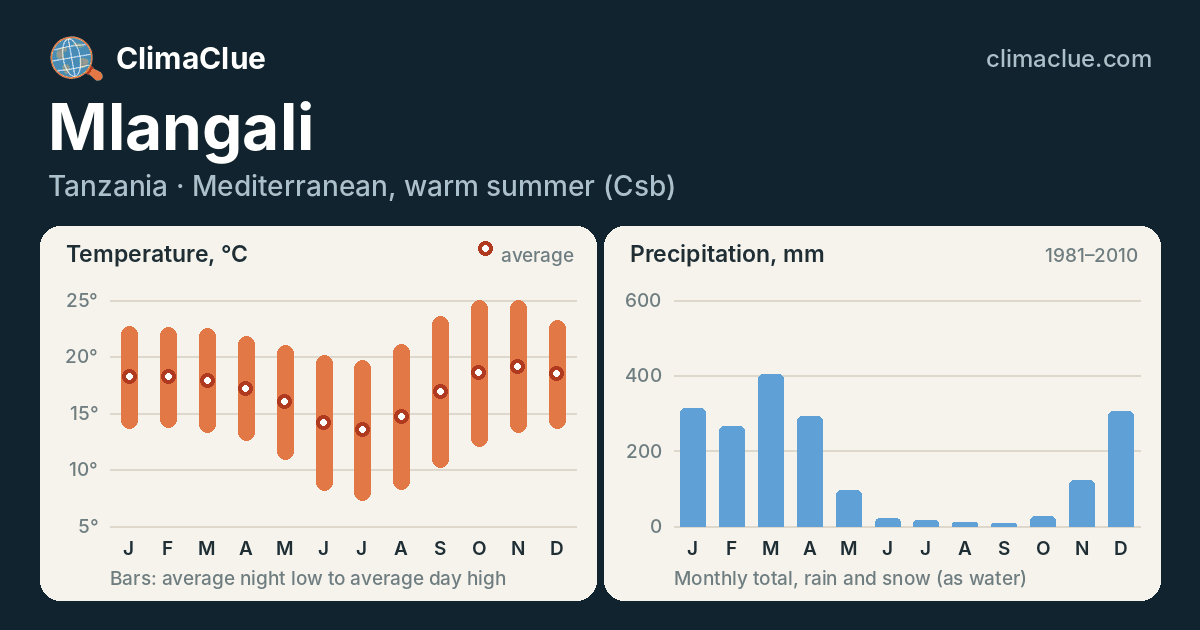 ClimaClue
climaclue.com
Mlangali
Tanzania · Mediterranean, warm summer (Csb)
Temperature, °C
average
25°
20°
15°
10°
5°
J F M A M J J A S O N D
Bars: average night low to average day high
Precipitation, mm
1981–2010
600
400
200
0
J F M A M J J A S O N D
Monthly total, rain and snow (as water)